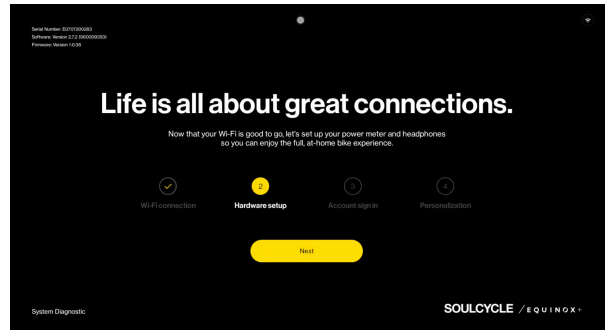 Serial Number: E0707200283
Software: Version 2.7.2 (960009353)
Firmware: Version 1.0.38
Life is all about great connections.
Now that your Wi-Fi is good to go, let's set up your power meter and headphones
so you can enjoy the full, at-home bike experience.
2
3
4
Wi-Fi connection
Hardware setup
Account sign in
Personalization
Next
System Diagnostic
SOULCYCLE / EQUINOX+